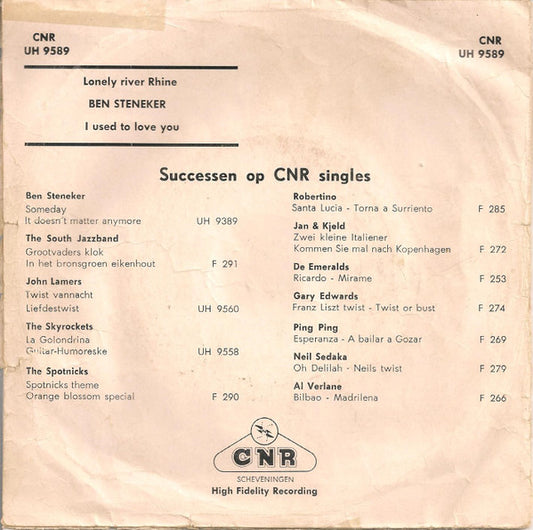 CNR
UH 9589
CNR
UH 9589
Lonely river Rhine
BEN STENEKER
I used to love you
Successen op CNR singles
Ben Steneker
Someday
It doesn't matter anymore UH 9389
The South Jazzband
Grootvaders klok
In het bronsgroen eikenhout F 291
John Lamers
Twist vannacht
Liefdestwist UH 9560
The Skyrockets
La Golondrina
Guitar-Humoreske UH 9558
The Spotnicks
Spotnicks theme
Orange blossom special F 290
Robertino
Santa Lucia - Torna a Surriento F 285
Jan & Kjeld
Zwei kleine Italiener
Kommen Sie mal nach Kopenhagen F 272
De Emeralds
Ricardo - Mirame F 253
Gary Edwards
Franz Liszt twist - Twist or bust F 274
Ping Ping
Esperanza - A bailar a Gozar F 269
Neil Sedaka
Oh Delilah - Neils twist F 279
Al Verlane
Bilbao - Madrilena F 266
CNR
SCHEVENINGEN
High Fidelity Recording